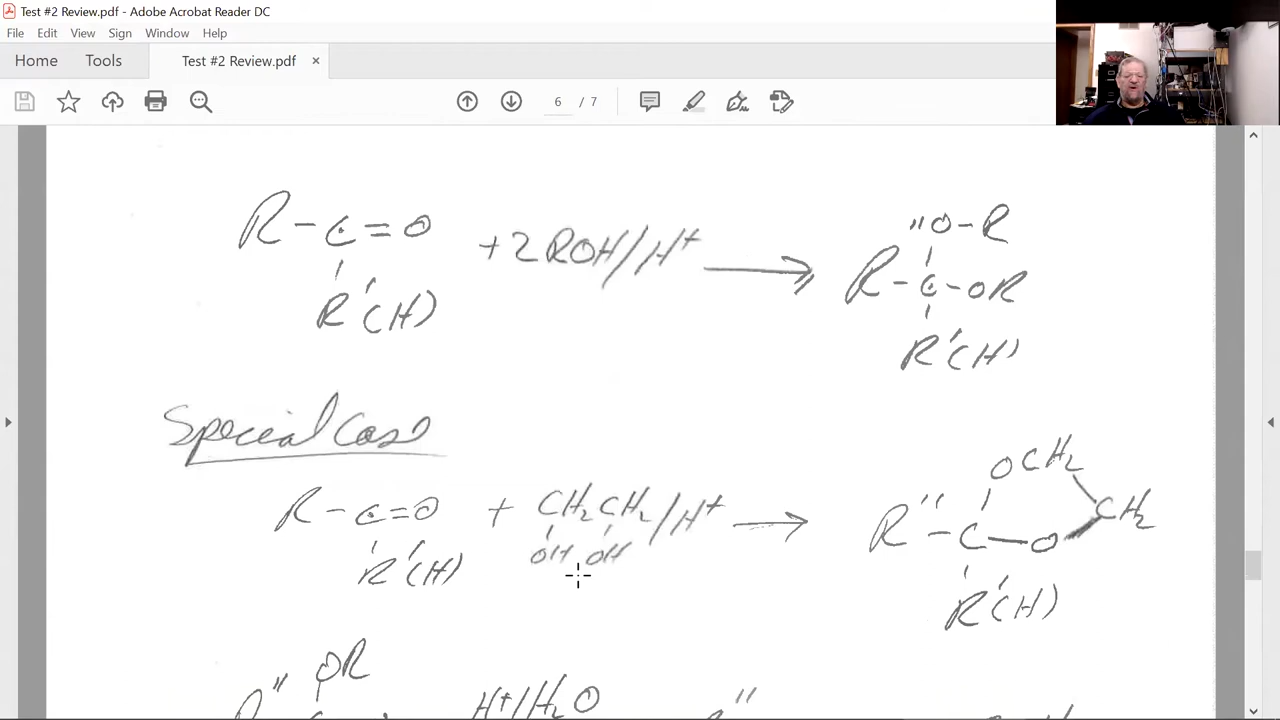 Test #2 Review.pdf - Adobe Acrobat Reader DC
File Edit View Sign Window Help
Home Tools Test #2 Review.pdf ×
6 / 7
R-C=O + 2ROH/H+ → "O-R
R-C-OR
R'(H) R'(H)
Special Case
R-C=O + CH2CH2/H+ → R"-C-O OCH2 CH2
R'(H) OH OH R'(H)
OR
R" H+/H2O "